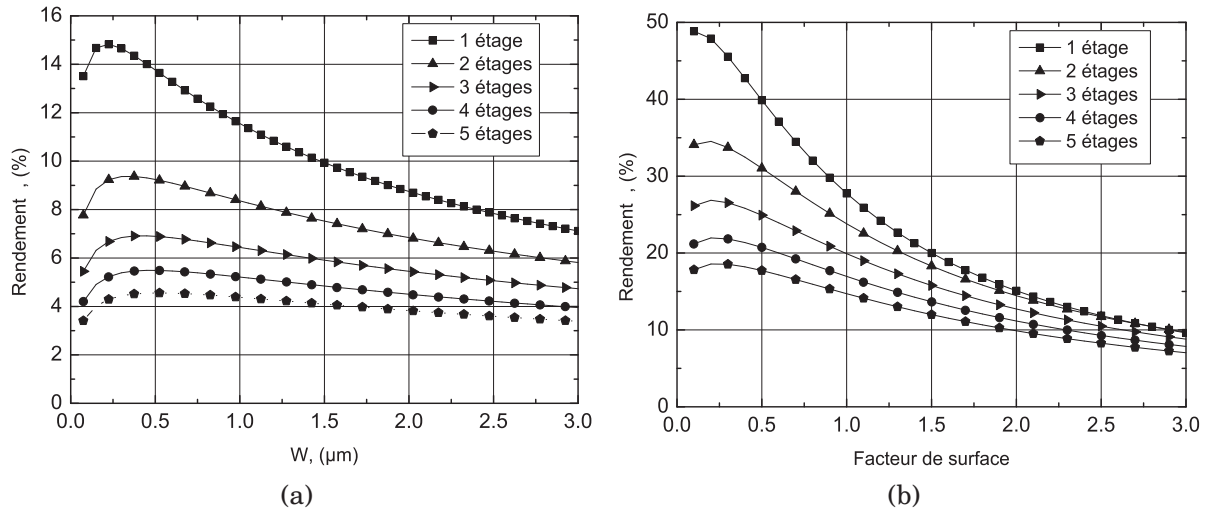 16
14
12
10
8
6
4
2
0
Rendement , (%)
1 étage
2 étages
3 étages
4 étages
5 étages
0.0 0.5 1.0 1.5 2.0 2.5 3.0
W, (µm)
(a)
50
40
30
20
10
0
Rendement , (%)
1 étage
2 étages
3 étages
4 étages
5 étages
0.0 0.5 1.0 1.5 2.0 2.5 3.0
Facteur de surface
(b)